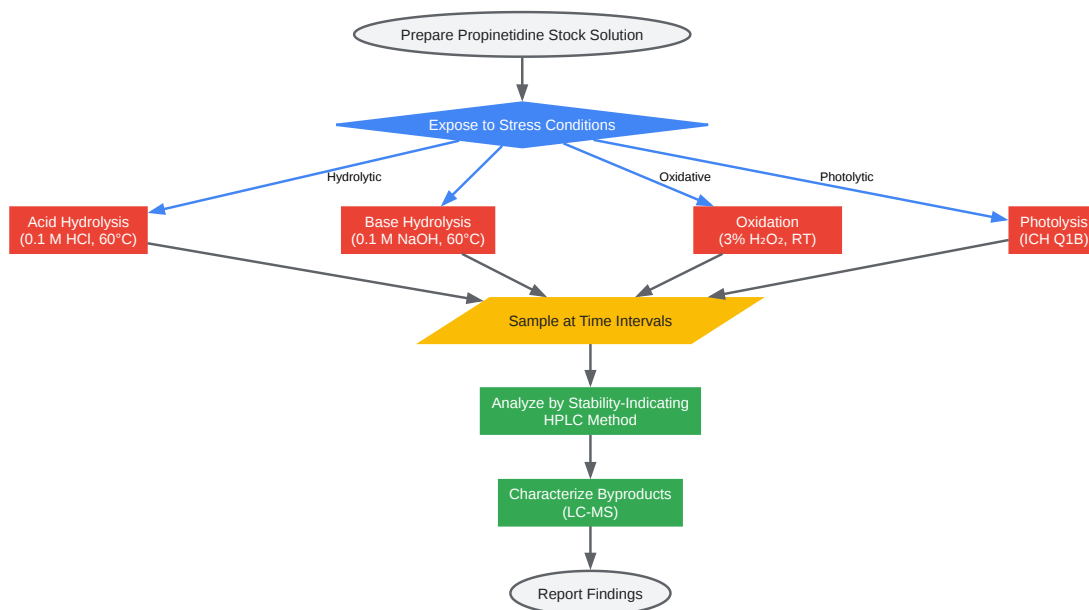 Prepare Propinetidine Stock Solution
Expose to Stress Conditions
Hydrolytic
Oxidative
Photolytic
Acid Hydrolysis
(0.1 M HCl, 60°C)
Base Hydrolysis
(0.1 M NaOH, 60°C)
Oxidation
(3% H₂O₂, RT)
Photolysis
(ICH Q1B)
Sample at Time Intervals
Analyze by Stability-Indicating
HPLC Method
Characterize Byproducts
(LC-MS)
Report Findings